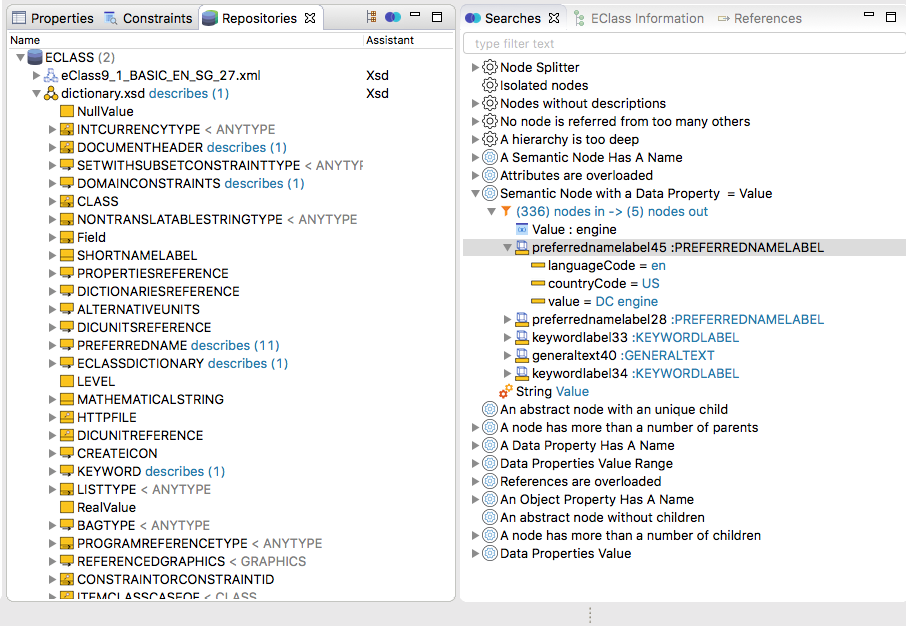 Properties Constraints Repositories
Name Assistant
ECLASS (2)
eClass9_1_BASIC_EN_SG_27.xml Xsd
dictionary.xsd describes (1) Xsd
NullValue
INTCURRENCYTYPE < ANYTYPE
DOCUMENTHEADER describes (1)
SETWITHSUBSETCONSTRAINTTYPE < ANYTYP
DOMAINCONSTRAINTS describes (1)
CLASS
NONTRANSLATABLESTRINGTYPE < ANYTYPE
Field
SHORTNAMELABEL
PROPERTIESREFERENCE
DICTIONARIESREFERENCE
ALTERNATIVEUNITS
DICUNITSREFERENCE
PREFERREDNAME describes (11)
ECLASSDICTIONARY describes (1)
LEVEL
MATHEMATICALSTRING
HTTPFILE
DICUNITREFERENCE
CREATEICON
KEYWORD describes (1)
LISTTYPE < ANYTYPE
RealValue
BAGTYPE < ANYTYPE
PROGRAMREFERENCETYPE < ANYTYPE
REFERENCEDGRAPHICS < GRAPHICS
CONSTRAINTORCONSTRAINTID
ITEMCLASSCASEOF < CLASS
Searches EClass Information References
type filter text
Node Splitter
Isolated nodes
Nodes without descriptions
No node is referred from too many others
A hierarchy is too deep
A Semantic Node Has A Name
Attributes are overloaded
Semantic Node with a Data Property = Value
(336) nodes in -> (5) nodes out
Value : engine
preferrednamelabel45 :PREFERREDNAMELABEL
languageCode = en
countryCode = US
value = DC engine
preferrednamelabel28 :PREFERREDNAMELABEL
keywordlabel33 :KEYWORDLABEL
generaltext40 :GENERALTEXT
keywordlabel34 :KEYWORDLABEL
String Value
An abstract node with an unique child
A node has more than a number of parents
A Data Property Has A Name
Data Properties Value Range
References are overloaded
An Object Property Has A Name
An abstract node without children
A node has more than a number of children
Data Properties Value